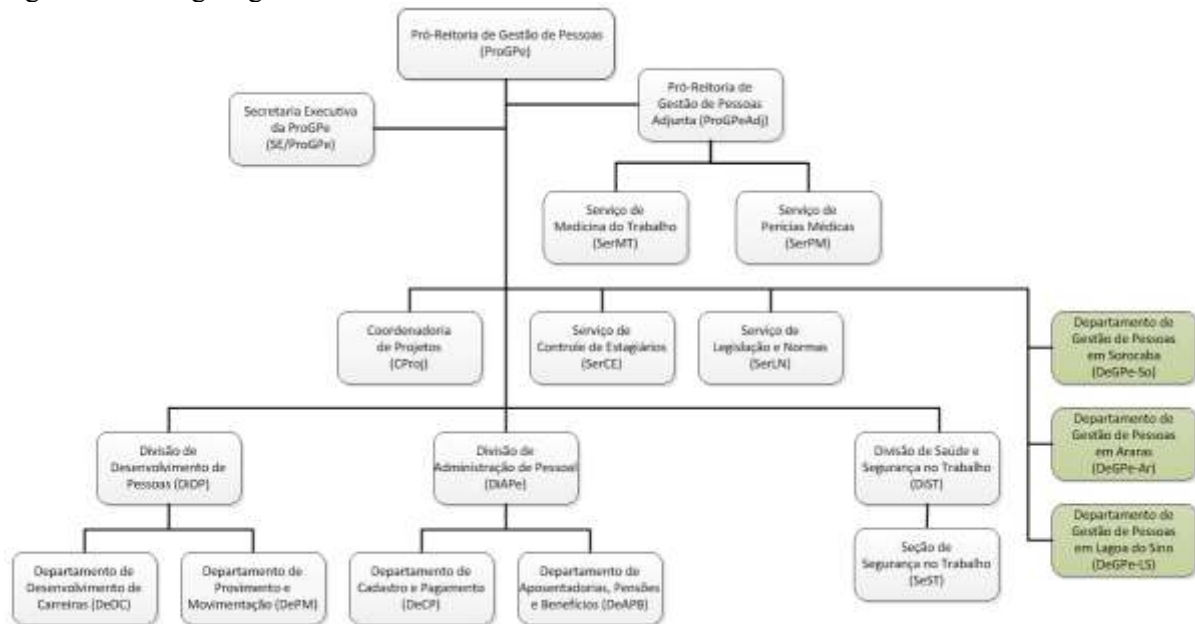 Pró-Reitoria de Gestão de Pessoas
(ProGPe)
Pró-Reitoria de
Gestão de Pessoas
Adjunta (ProGPeAdj)
Secretaria Executiva
da ProGPe
(SE/ProGPe)
Serviço de
Medicina do Trabalho
(SerMT)
Serviço de
Perícias Médicas
(SerPM)
Coordenadoria
de Projetos
(CProj)
Serviço de
Controle de Estagiários
(SerCE)
Serviço de
Legislação e Normas
(SerLN)
Departamento de
Gestão de Pessoas
em Sorocaba
(DeGPe-So)
Departamento de
Gestão de Pessoas
em Araras
(DeGPe-Ar)
Departamento de
Gestão de Pessoas
em Lagoa do Sino
(DeGPe-LS)
Divisão de
Desenvolvimento de
Pessoas (DiDP)
Divisão de
Administração de Pessoal
(DiAPe)
Divisão de Saúde e
Segurança no Trabalho
(DiST)
Departamento de
Desenvolvimento de
Carreiras (DeDC)
Departamento de
Provimento e
Movimentação (DePM)
Departamento de
Cadastro e Pagamento
(DeCP)
Departamento de
Aposentadorias, Pensões
e Benefícios (DeAPB)
Seção de
Segurança no Trabalho
(SeST)